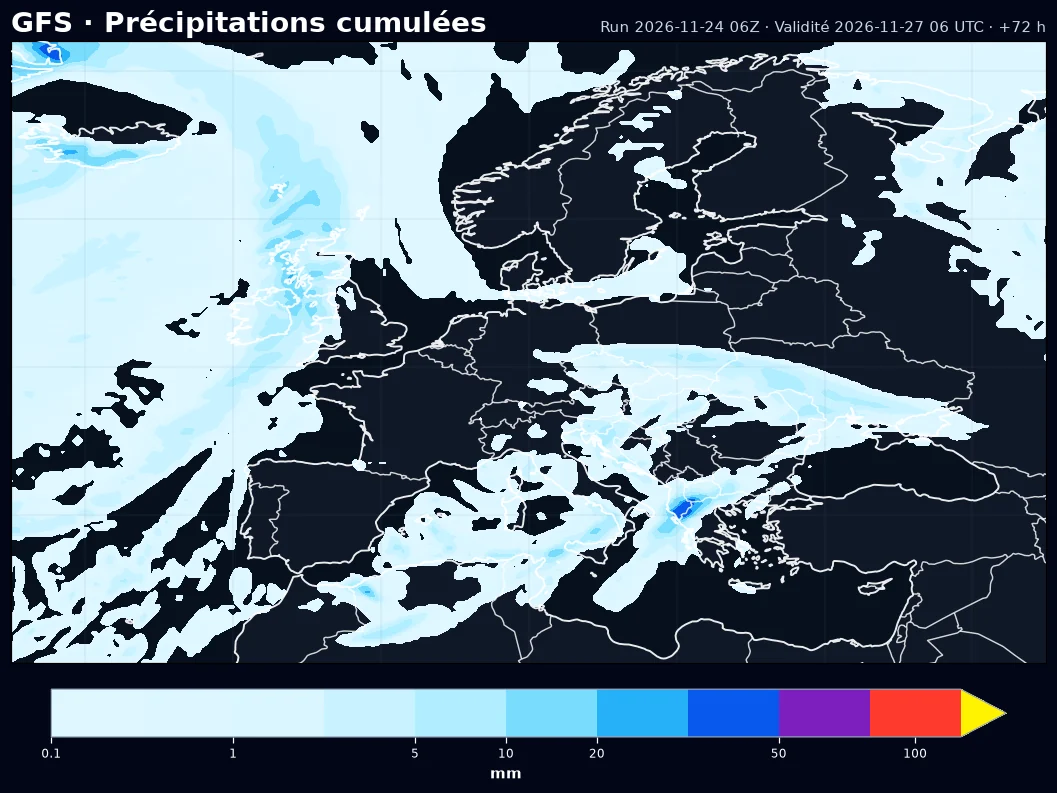 GFS · Précipitations cumulées
Run 2026-11-24 06Z · Validité 2026-11-27 06 UTC · +72 h
0.1 1 5 10 20 50 100
mm